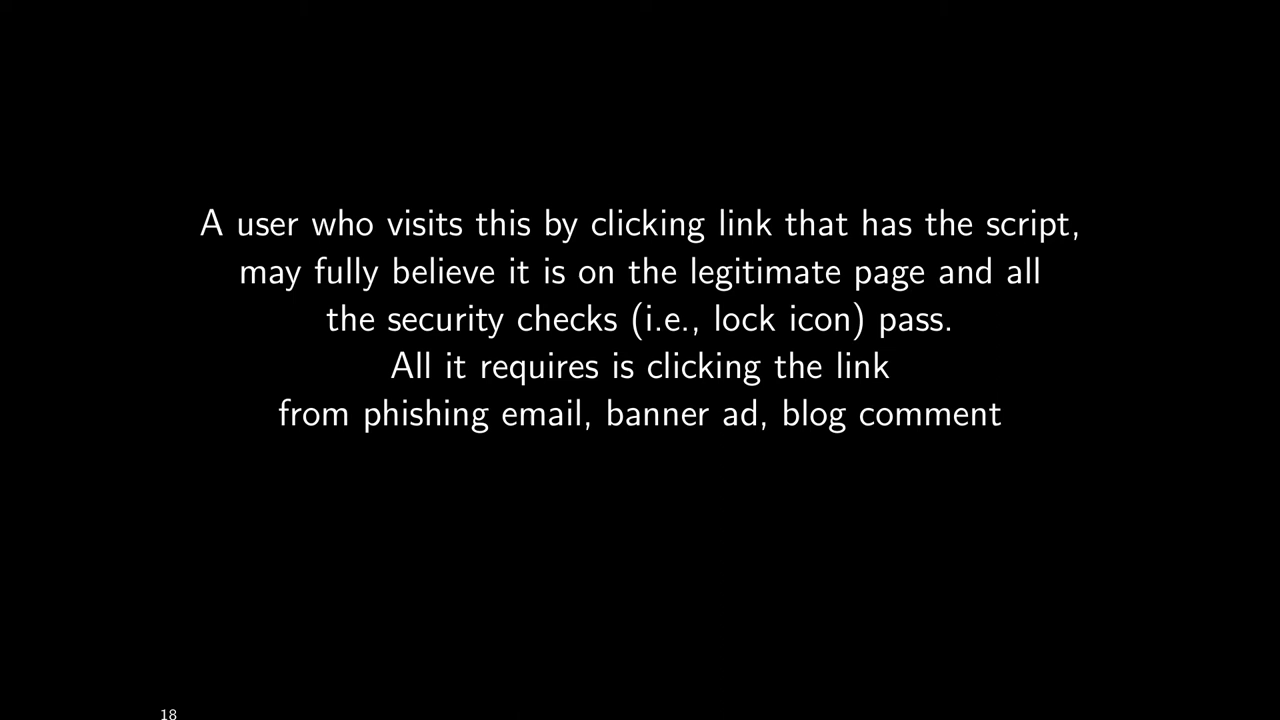 A user who visits this by clicking link that has the script,
may fully believe it is on the legitimate page and all
the security checks (i.e., lock icon) pass.
All it requires is clicking the link
from phishing email, banner ad, blog comment
18